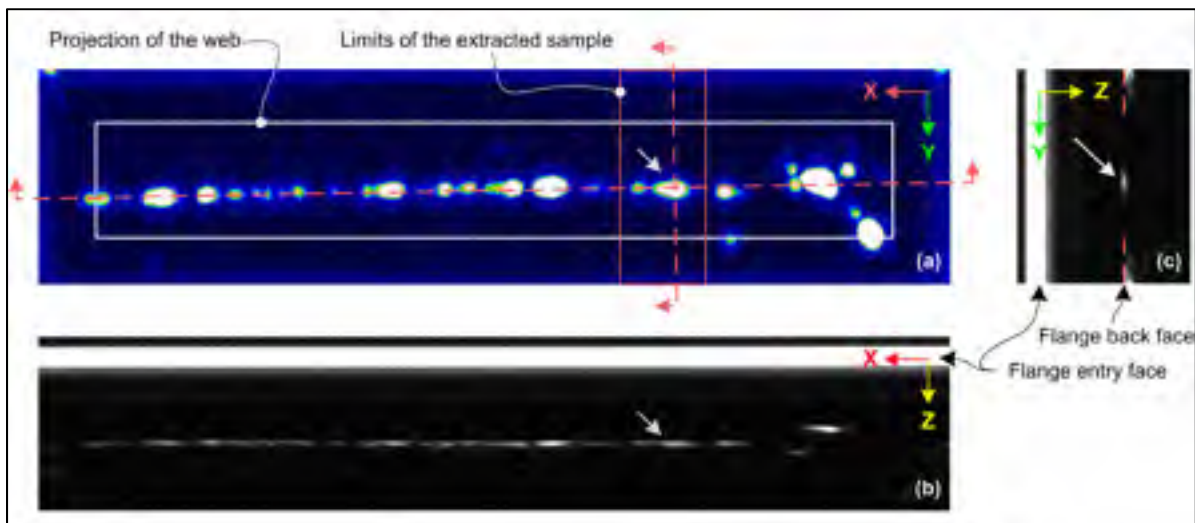 Projection of the web
Limits of the extracted sample
X
Y
(a)
Z
Y
(c)
Flange back face
X
Flange entry face
Z
(b)